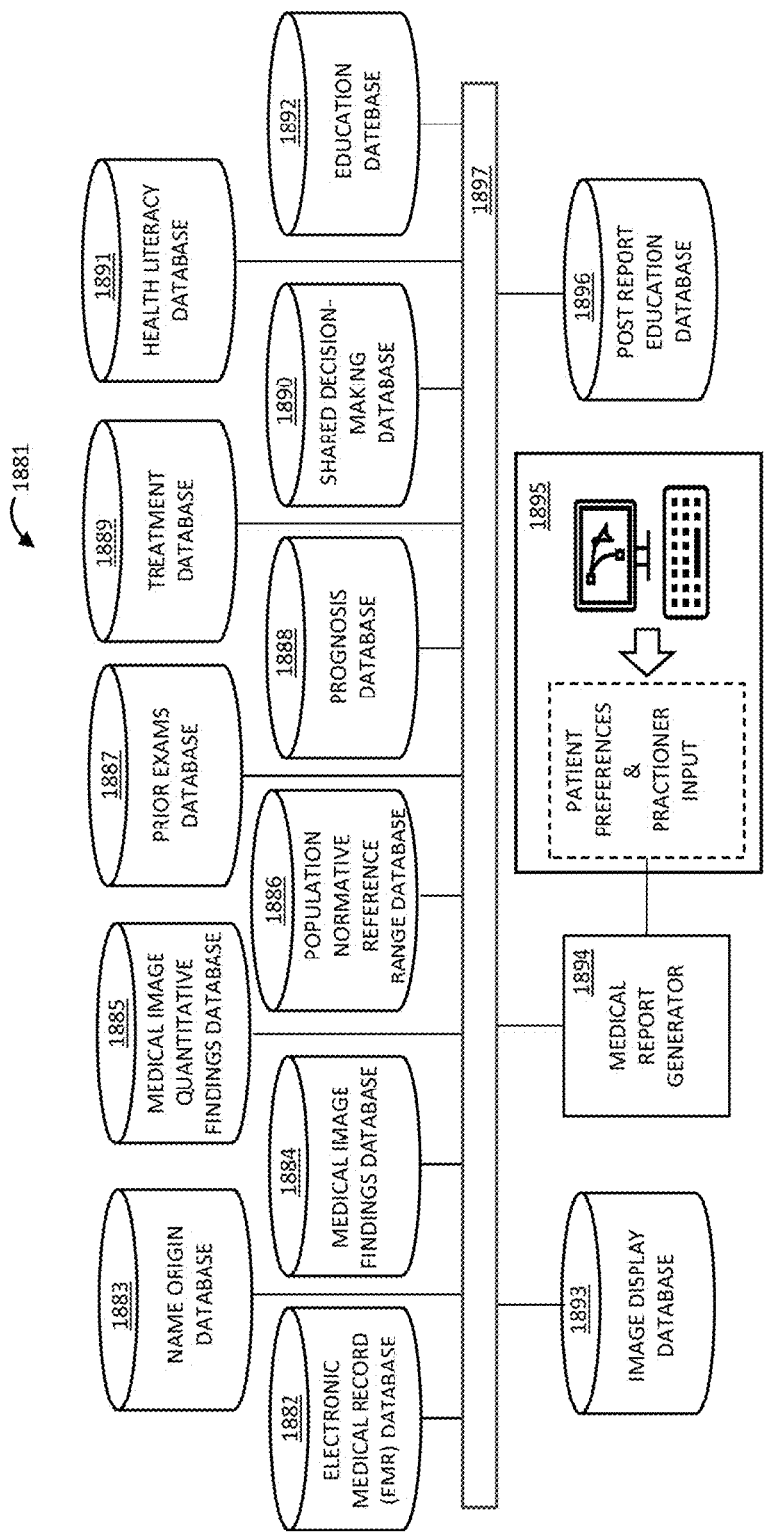 1881
1883
NAME ORIGIN
DATABASE
1885
MEDICAL IMAGE
QUANTITATIVE
FINDINGS DATABASE
1887
PRIOR EXAMS
DATABASE
1889
TREATMENT
DATABASE
1891
HEALTH LITERACY
DATABASE
1882
ELECTRONIC
MEDICAL RECORD
(EMR) DATABASE
1884
MEDICAL IMAGE
FINDINGS DATABASE
1886
POPULATION
NORMATIVE
REFERENCE
RANGE DATABASE
1888
PROGNOSIS
DATABASE
1890
SHARED DECISION-
MAKING
DATABASE
1892
EDUCATION
DATEBASE
1897
1893
IMAGE DISPLAY
DATABASE
1894
MEDICAL
REPORT
GENERATOR
1895
PATIENT
PREFERENCES
&
PRACTIONER
INPUT
1896
POST REPORT
EDUCATION
DATABASE